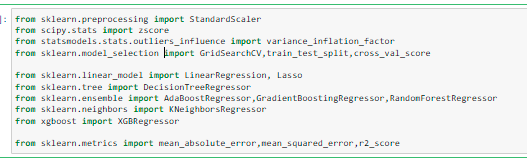 ]:
from sklearn.preprocessing import StandardScaler
from scipy.stats import zscore
from statsmodels.stats.outliers_influence import variance_inflation_factor
from sklearn.model_selection import GridSearchCV,train_test_split,cross_val_score
from sklearn.linear_model import LinearRegression, Lasso
from sklearn.tree import DecisionTreeRegressor
from sklearn.ensemble import AdaBoostRegressor,GradientBoostingRegressor,RandomForestRegressor
from sklearn.neighbors import KNeighborsRegressor
from xgboost import XGBRegressor
from sklearn.metrics import mean_absolute_error,mean_squared_error,r2_score